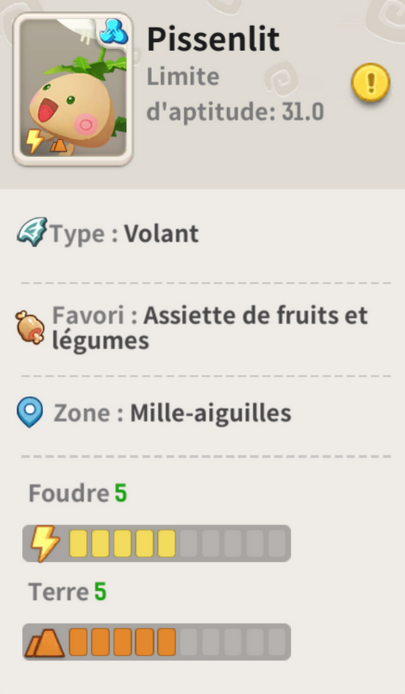 Pissenlit
Limite
d'aptitude: 31.0
Type : Volant
Favori : Assiette de fruits et
légumes
Zone : Mille-aiguilles
Foudre 5
Terre 5